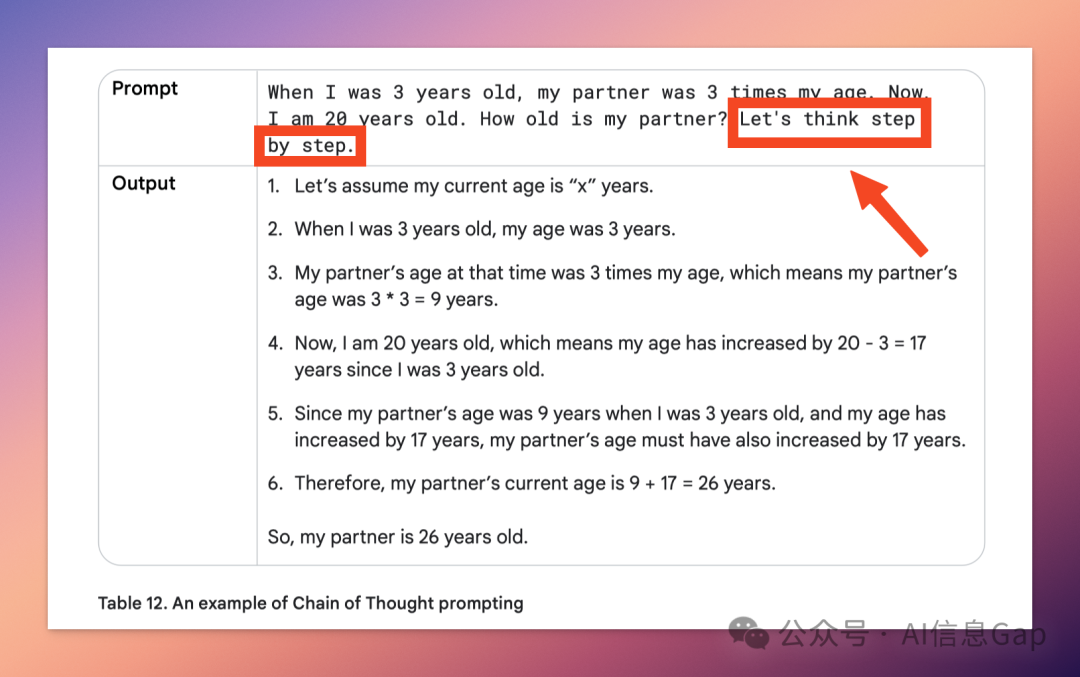 Prompt
When I was 3 years old, my partner was 3 times my age. Now,
I am 20 years old. How old is my partner? Let's think step
by step.
Output
1. Let’s assume my current age is “x” years.
2. When I was 3 years old, my age was 3 years.
3. My partner’s age at that time was 3 times my age, which means my partner’s
age was 3 * 3 = 9 years.
4. Now, I am 20 years old, which means my age has increased by 20 - 3 = 17
years since I was 3 years old.
5. Since my partner’s age was 9 years when I was 3 years old, and my age has
increased by 17 years, my partner’s age must have also increased by 17 years.
6. Therefore, my partner’s current age is 9 + 17 = 26 years.
So, my partner is 26 years old.
Table 12. An example of Chain of Thought prompting
公众号 · AI信息Gap